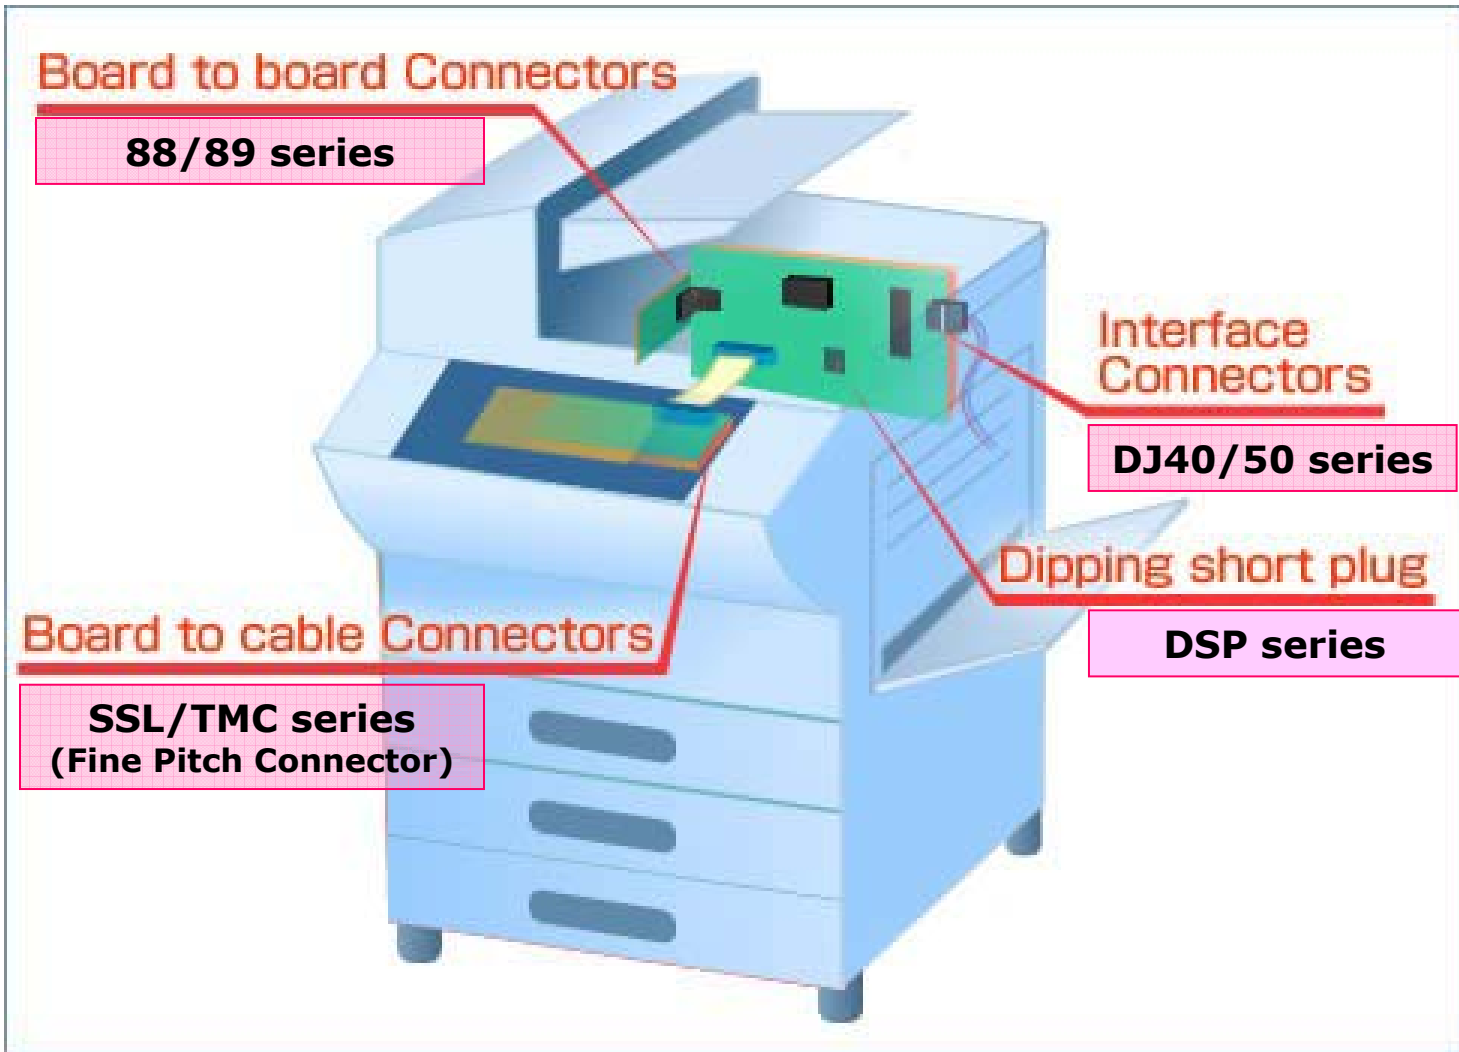 Board to board Connectors
88/89 series
Interface
Connectors
DJ40/50 series
Dipping short plug
DSP series
Board to cable Connectors
SSL/TMC series
(Fine Pitch Connector)